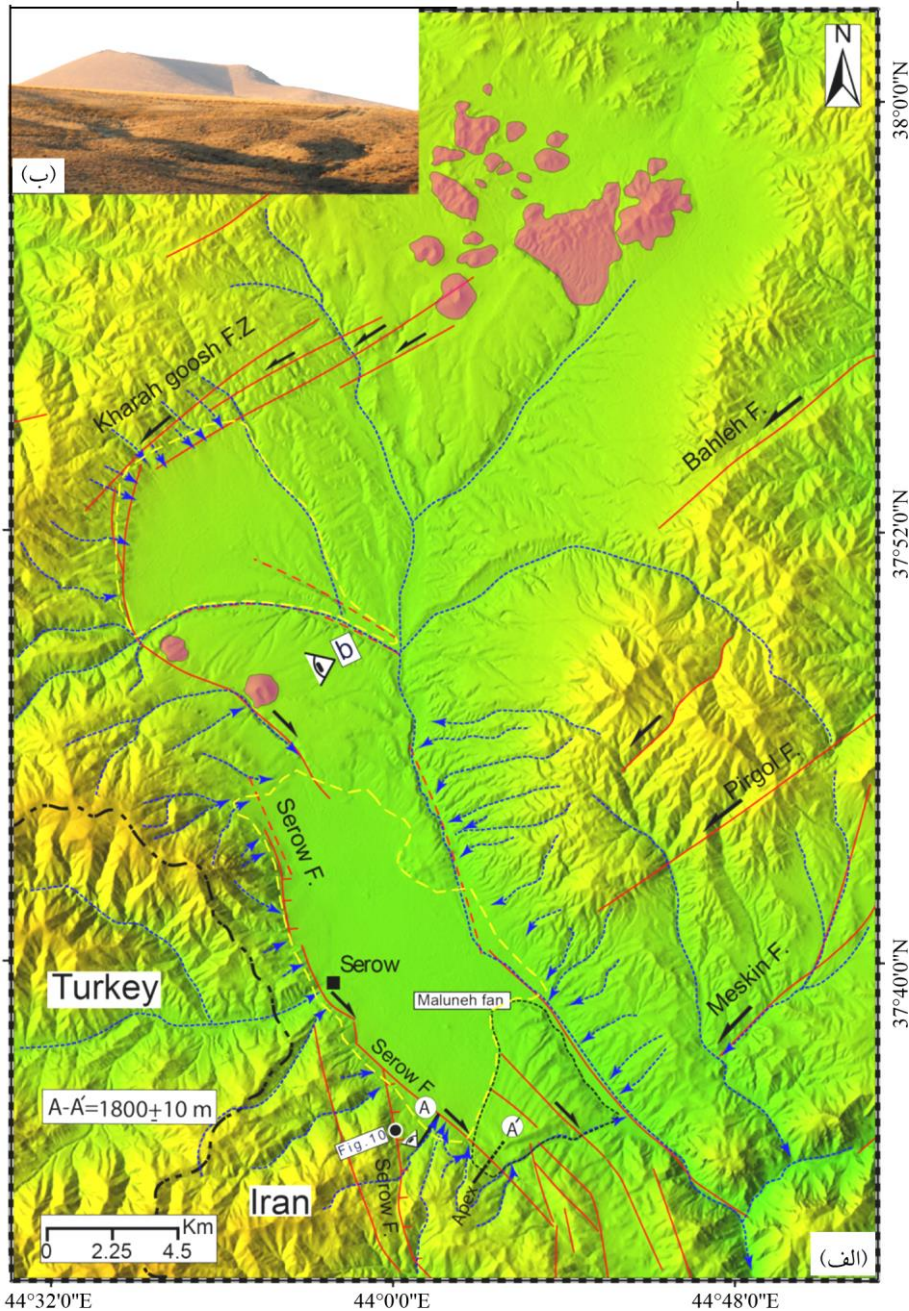 (ب)
N
38°0'0"N
Kharah goosh F.Z
Bahleh F.
37°52'0"N
b
Pirgol F.
Serow F.
Serow
Turkey
Maluneh fan
Meskin F.
37°40'0"N
Serow F.
A-A'=1800±10 m
A
A'
Fig.10
Serow F.
Apex
Iran
Km
0 2.25 4.5
(الف)
44°32'0"E 44°0'0"E 44°48'0"E